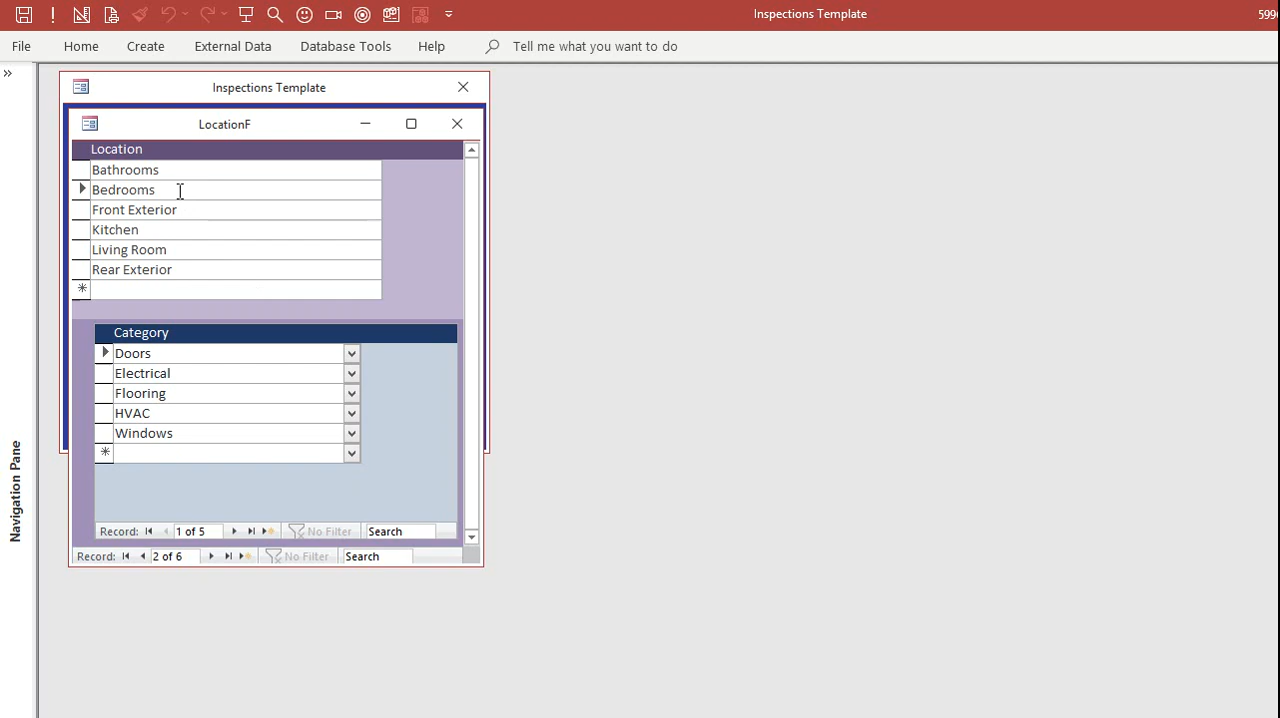 Inspections Template
File Home Create External Data Database Tools Help Tell me what you want to do
Inspections Template
LocationF
Location
Bathrooms
Bedrooms
Front Exterior
Kitchen
Living Room
Rear Exterior
Category
Doors
Electrical
Flooring
HVAC
Windows
Record: 1 of 5 No Filter Search
Record: 2 of 6 No Filter Search
Navigation Pane